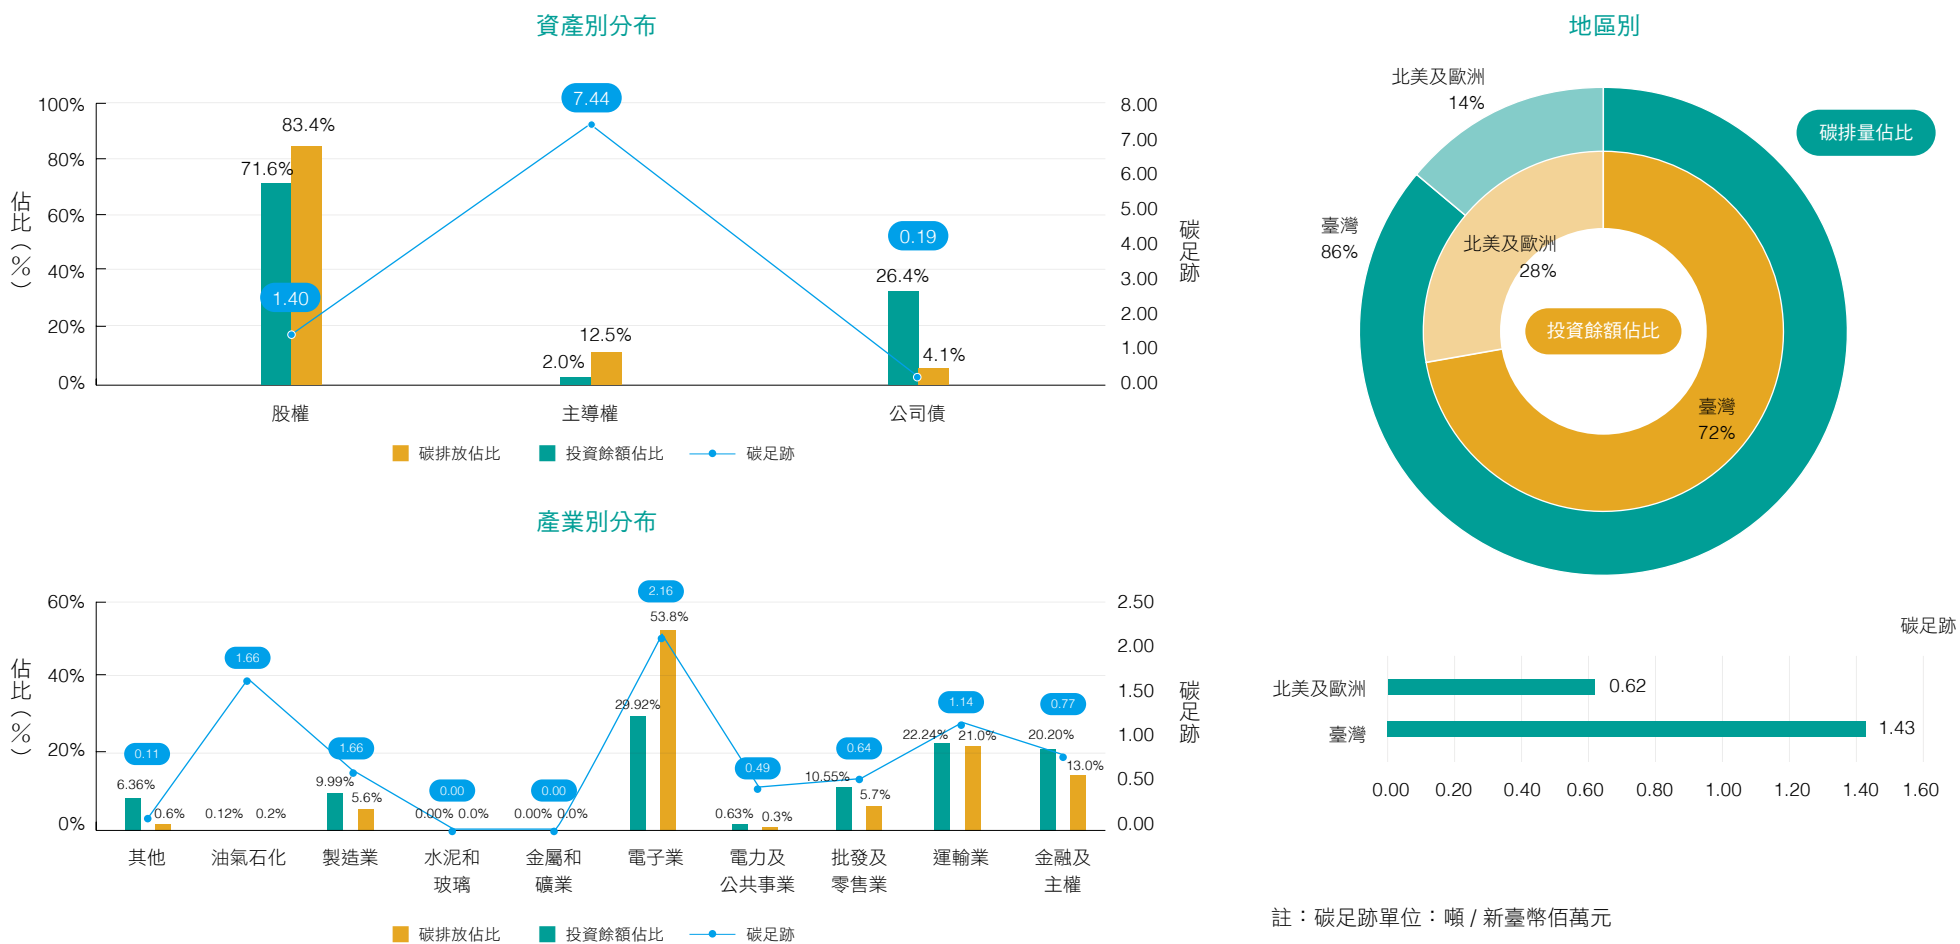 資產別分布
100%
80%
60%
40%
20%
0%
佔比（％）
8.00
7.00
6.00
5.00
4.00
3.00
2.00
1.00
0.00
碳足跡
71.6%
83.4%
1.40
2.0%
12.5%
7.44
26.4%
4.1%
0.19
股權
主導權
公司債
碳排放佔比
投資餘額佔比
碳足跡
產業別分布
60%
40%
20%
0%
佔比（％）
2.50
2.00
1.50
1.00
0.50
0.00
碳足跡
0.11
6.36%
0.6%
1.66
0.12%
0.2%
1.66
9.99%
5.6%
0.00
0.00%
0.0%
0.00
0.00%
0.0%
2.16
29.92%
53.8%
0.49
0.63%
0.3%
0.64
10.55%
5.7%
1.14
22.24%
21.0%
0.77
20.20%
13.0%
其他
油氣石化
製造業
水泥和
玻璃
金屬和
礦業
電子業
電力及
公共事業
批發及
零售業
運輸業
金融及
主權
碳排放佔比
投資餘額佔比
碳足跡
地區別
北美及歐洲
14%
碳排量佔比
臺灣
86%
北美及歐洲
28%
投資餘額佔比
臺灣
72%
碳足跡
北美及歐洲
0.62
臺灣
1.43
0.00
0.20
0.40
0.60
0.80
1.00
1.20
1.40
1.60
註：碳足跡單位：噸 / 新臺幣佰萬元